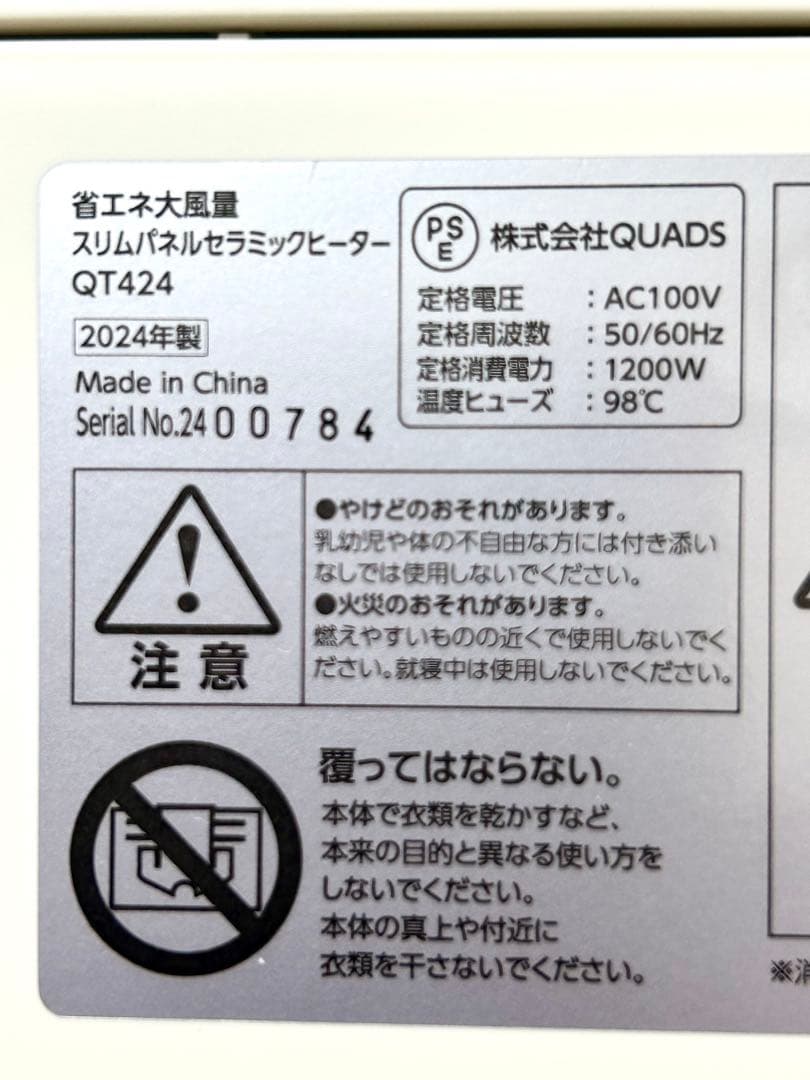 省エネ大風量
スリムパネルセラミックヒーター
QT424
2024年製
Made in China
Serial No.2400784
PSE 株式会社QUADS
定格電圧 : AC100V
定格周波数 : 50/60Hz
定格消費電力 : 1200W
温度ヒューズ : 98℃
注意
●やけどのおそれがあります。
乳幼児や体の不自由な方には付き添い
なしでは使用しないでください。
●火災のおそれがあります。
燃えやすいものの近くで使用しないでく
ださい。就寝中は使用しないでください。
覆ってはならない。
本体で衣類を乾かすなど、
本来の目的と異なる使い方を
しないでください。
本体の真上や付近に
衣類を干さないでください。
※消